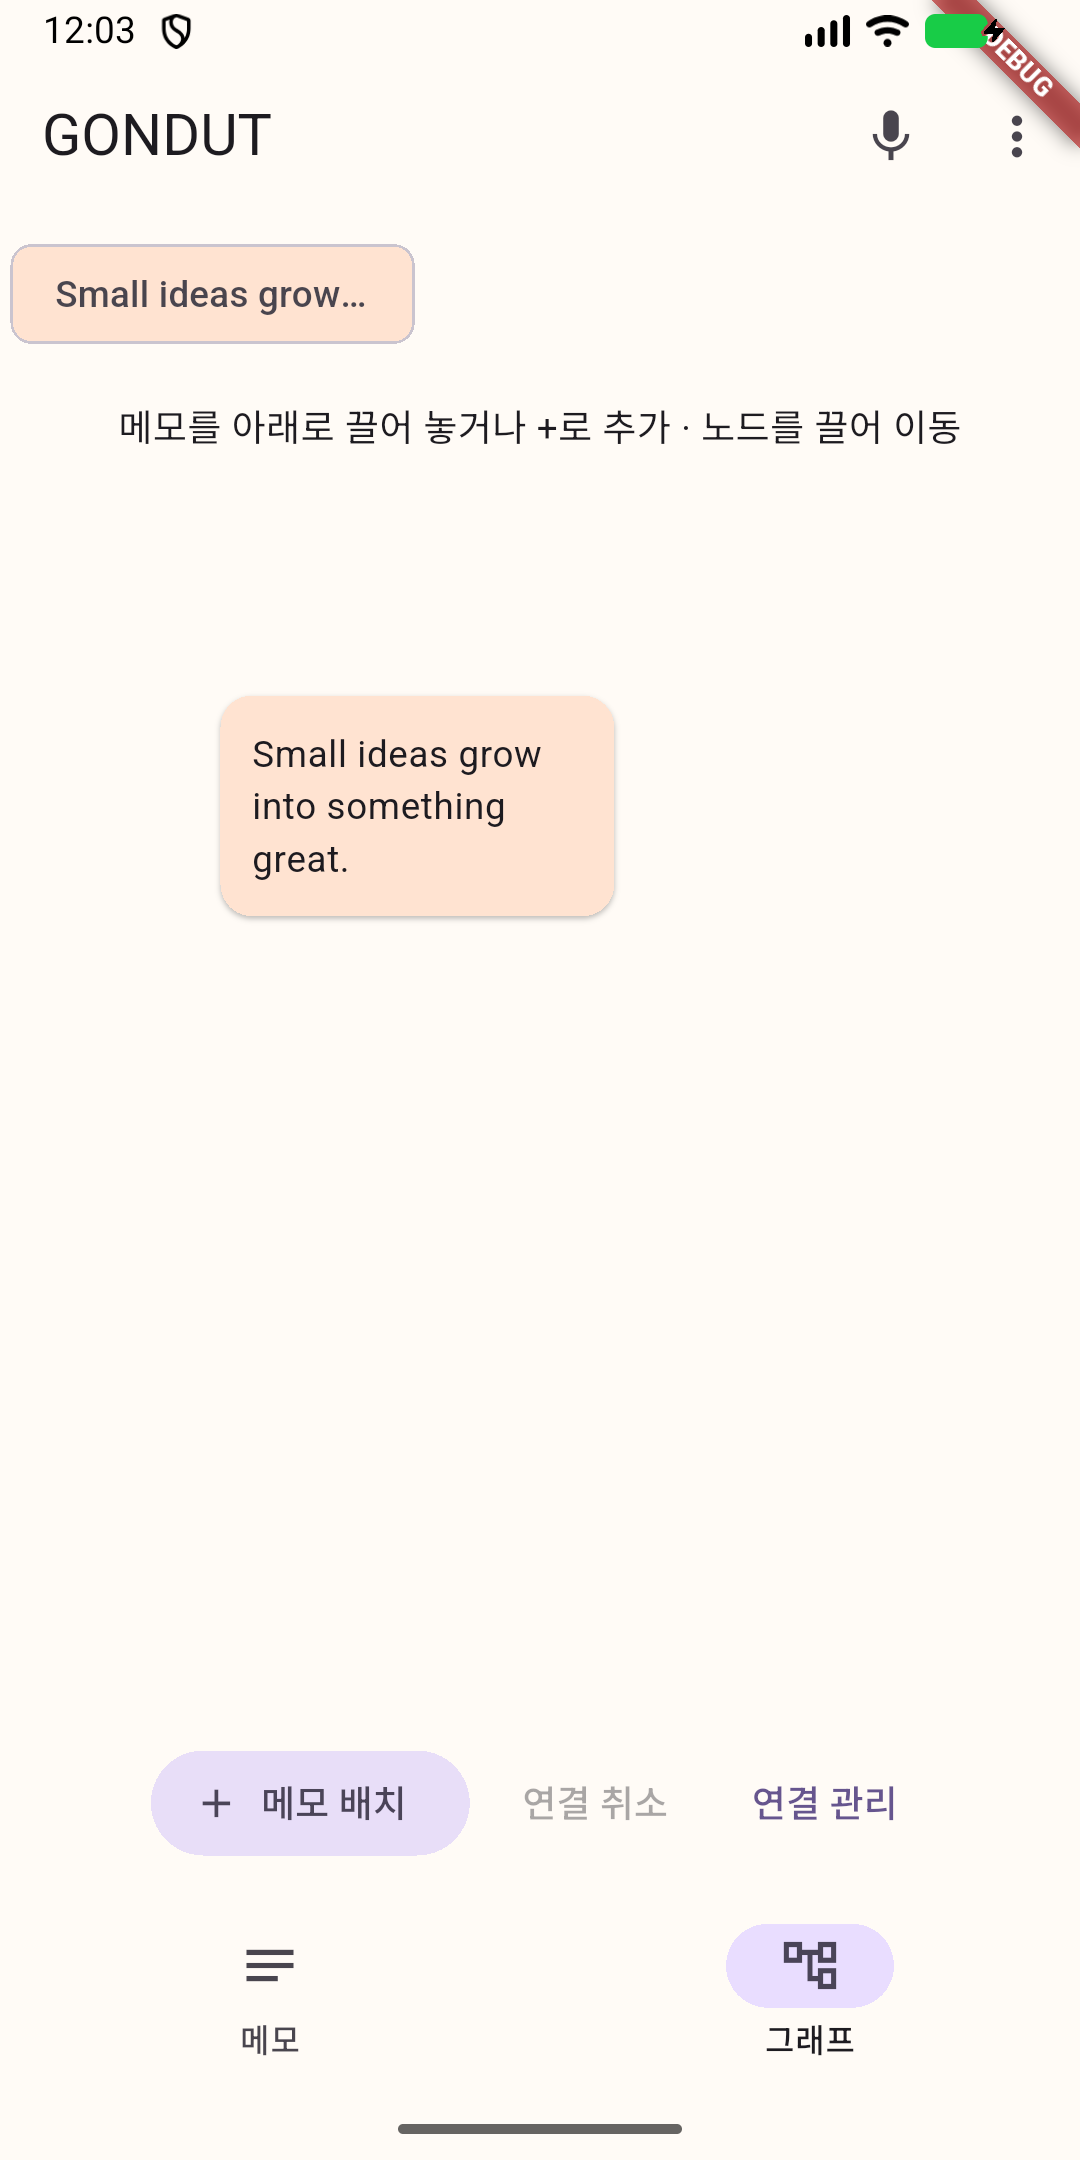 12:03
DEBUG
GONDUT
Small ideas grow…
메모를 아래로 끌어 놓거나 +로 추가 · 노드를 끌어 이동
Small ideas grow
into something
great.
+ 메모 배치 연결 취소 연결 관리
메모 그래프